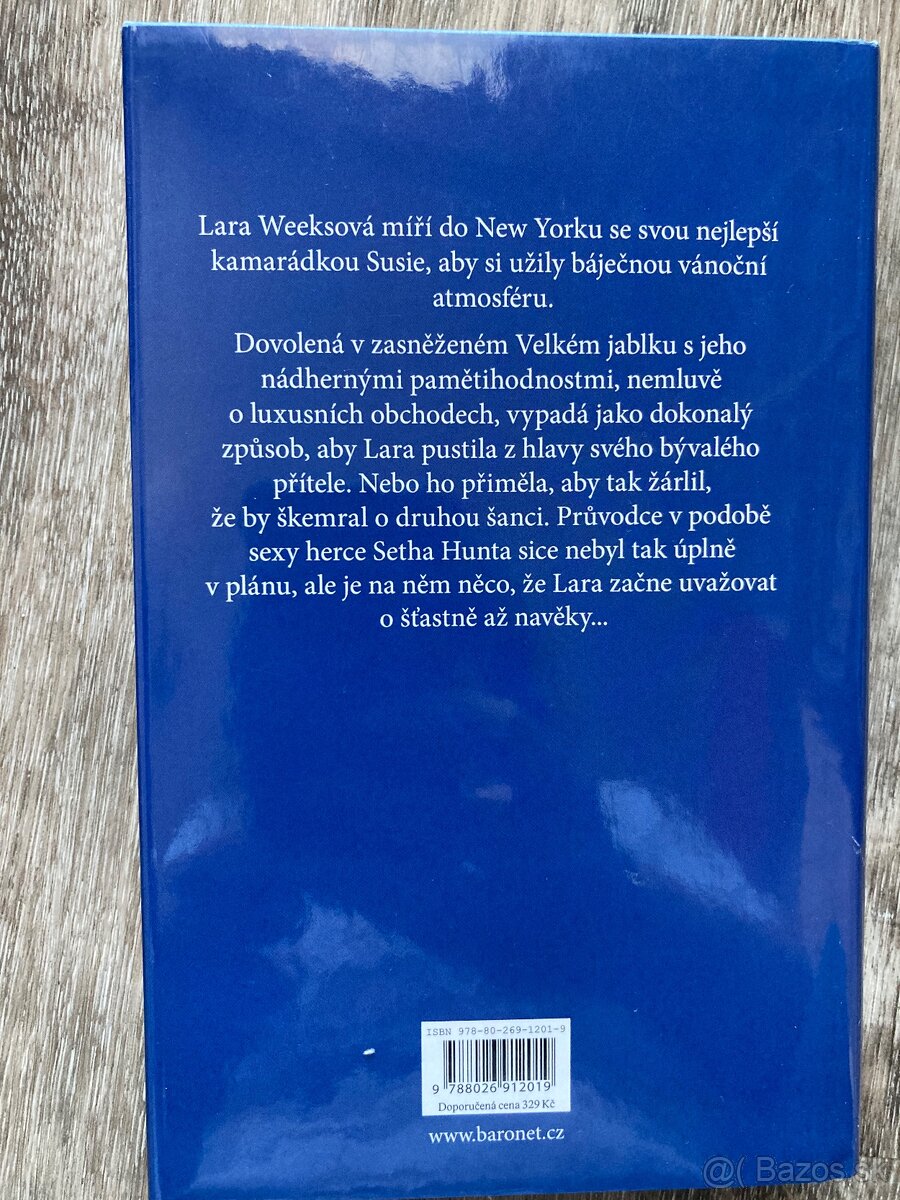 Lara Weeksová míří do New Yorku se svou nejlepší
kamarádkou Susie, aby si užily báječnou vánoční
atmosféru.
Dovolená v zasněženém Velkém jablku s jeho
nádhernými pamětihodnostmi, nemluvě
o luxusních obchodech, vypadá jako dokonalý
způsob, aby Lara pustila z hlavy svého bývalého
přítele. Nebo ho přiměla, aby tak žárlil,
že by škemral o druhou šanci. Průvodce v podobě
sexy herce Setha Hunta sice nebyl tak úplně
v plánu, ale je na něm něco, že Lara začne uvažovat
o šťastně až navěky...
ISBN 978-80-269-1201-9
9 788026 912019
Doporučená cena 329 Kč
www.baronet.cz
@( Bazos.sk